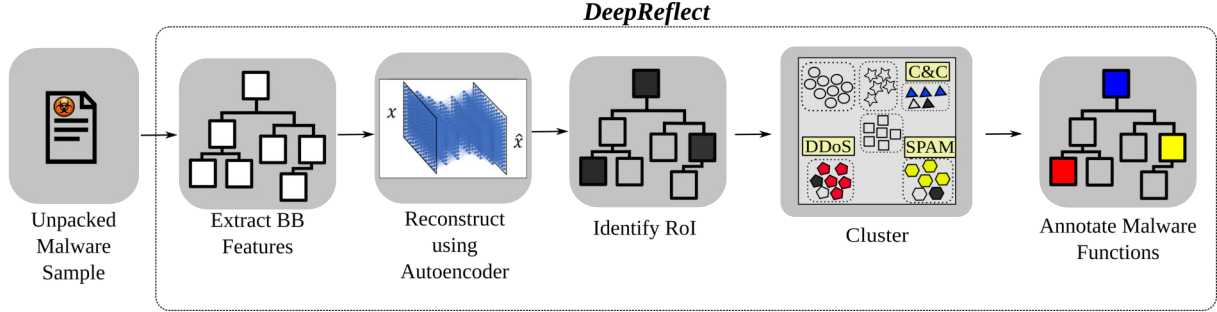 DeepReflect
x
x̂
C&C
DDoS
SPAM
Unpacked
Malware
Sample
Extract BB
Features
Reconstruct
using
Autoencoder
Identify RoI
Cluster
Annotate Malware
Functions